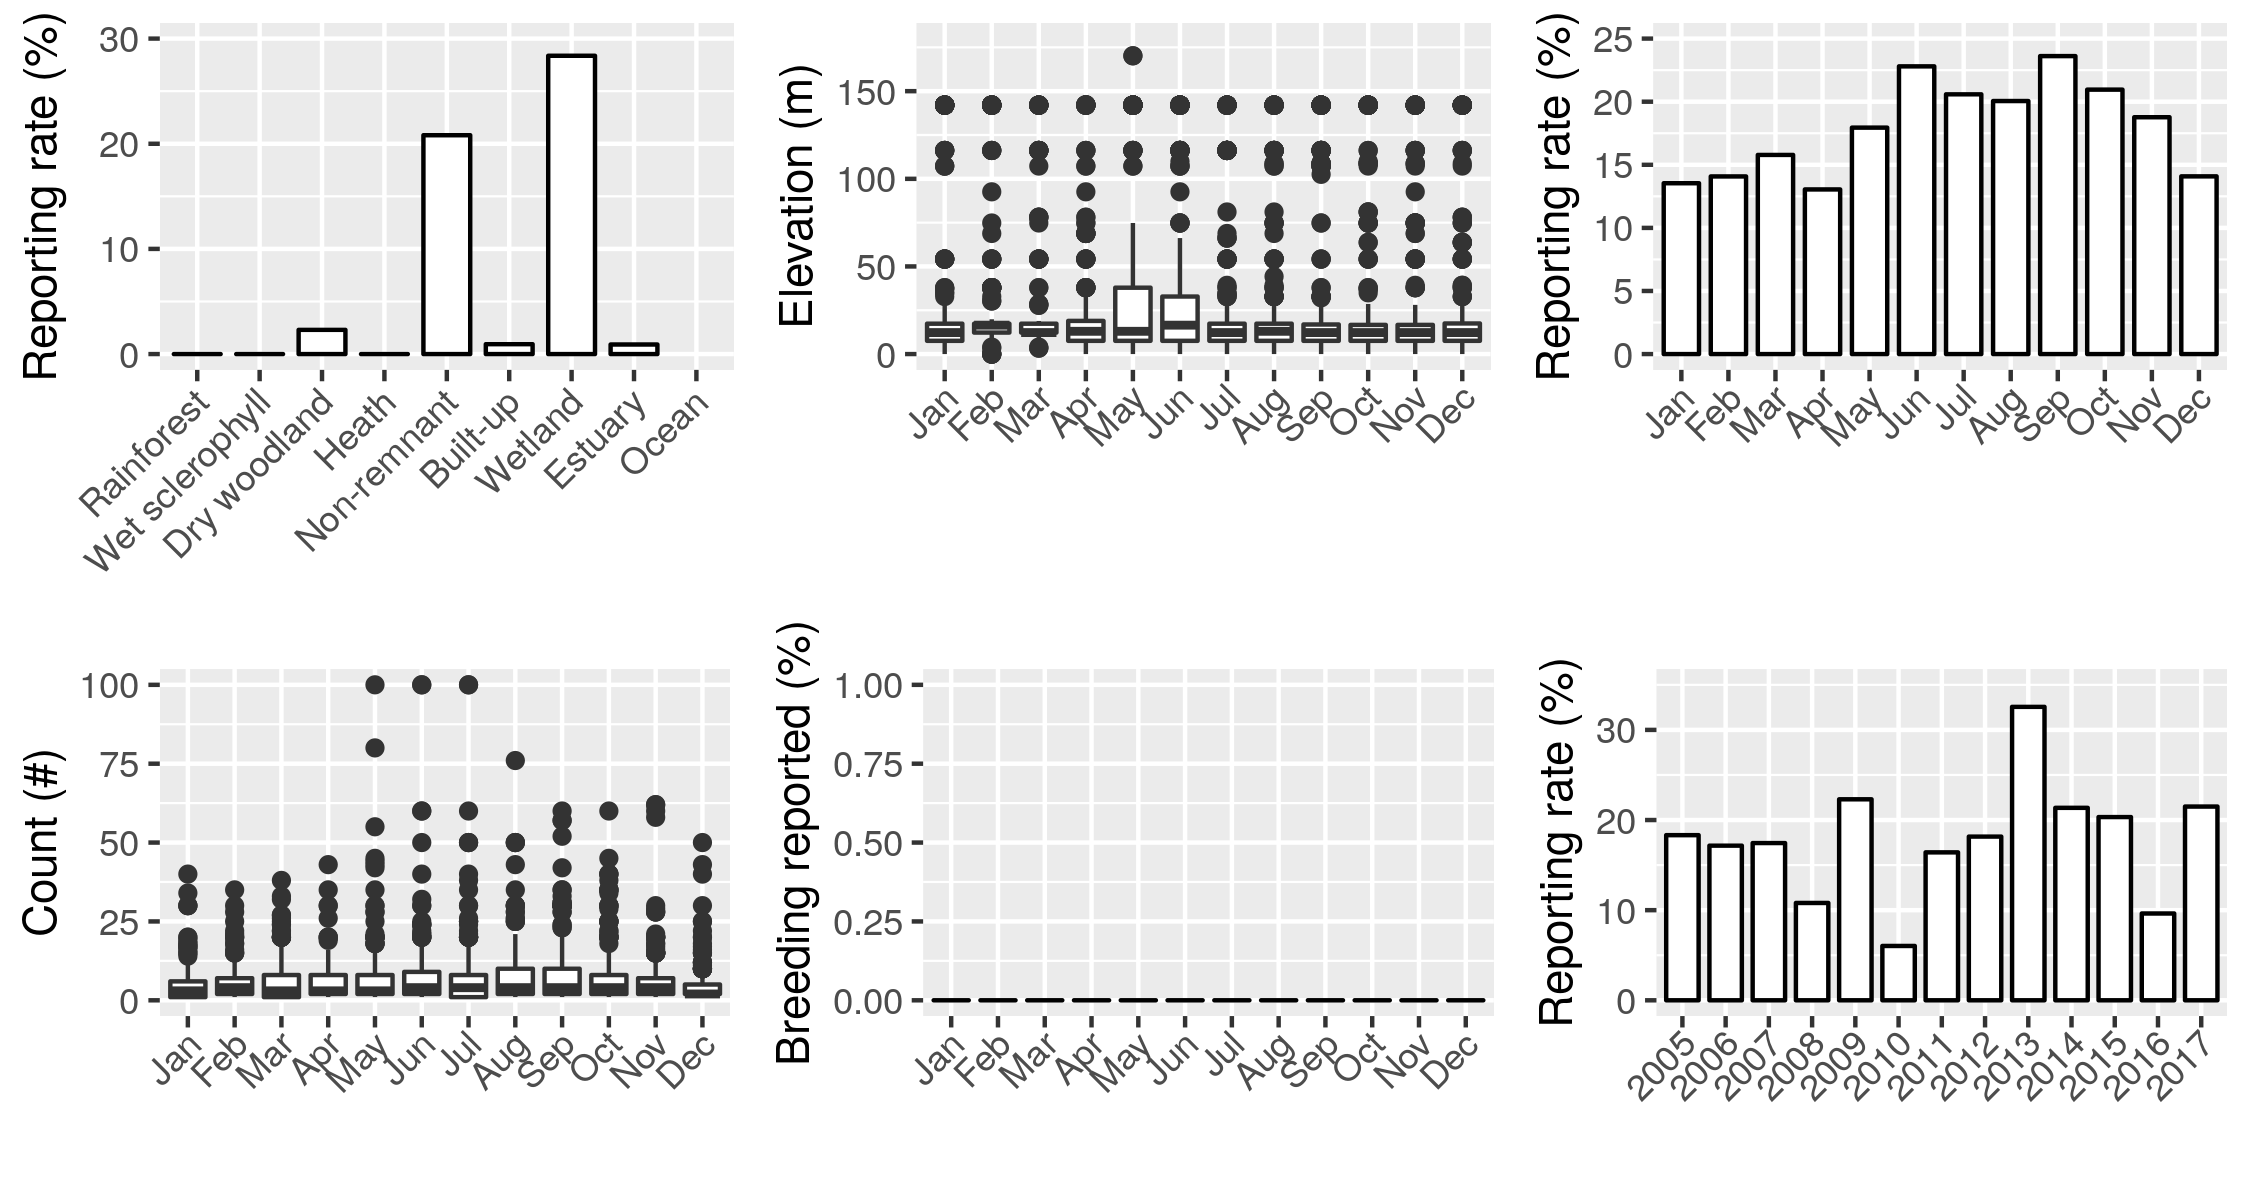 Reporting rate (%)
30
20
10
0
Rainforest
Wet sclerophyll
Dry woodland
Heath
Non-remnant
Built-up
Wetland
Estuary
Ocean
Elevation (m)
150
100
50
0
Jan
Feb
Mar
Apr
May
Jun
Jul
Aug
Sep
Oct
Nov
Dec
Reporting rate (%)
25
20
15
10
5
0
Jan
Feb
Mar
Apr
May
Jun
Jul
Aug
Sep
Oct
Nov
Dec
Count (#)
100
75
50
25
0
Jan
Feb
Mar
Apr
May
Jun
Jul
Aug
Sep
Oct
Nov
Dec
Breeding reported (%)
1.00
0.75
0.50
0.25
0.00
Jan
Feb
Mar
Apr
May
Jun
Jul
Aug
Sep
Oct
Nov
Dec
Reporting rate (%)
30
20
10
0
2005
2006
2007
2008
2009
2010
2011
2012
2013
2014
2015
2016
2017